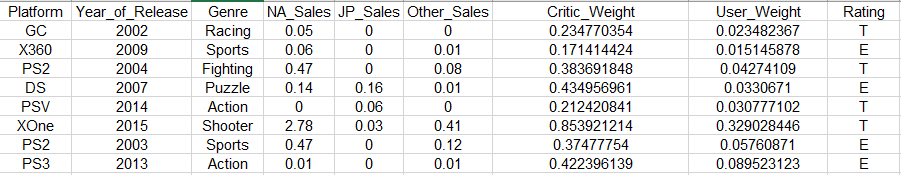 Platform Year_of_Release Genre NA_Sales JP_Sales Other_Sales Critic_Weight User_Weight Rating
GC 2002 Racing 0.05 0 0 0.234770354 0.023482367 T
X360 2009 Sports 0.06 0 0.01 0.171414424 0.015145878 E
PS2 2004 Fighting 0.47 0 0.08 0.383691848 0.04274109 T
DS 2007 Puzzle 0.14 0.16 0.01 0.434956961 0.0330671 E
PSV 2014 Action 0 0.06 0 0.212420841 0.030777102 T
XOne 2015 Shooter 2.78 0.03 0.41 0.853921214 0.329028446 T
PS2 2003 Sports 0.47 0 0.12 0.37477754 0.05760871 E
PS3 2013 Action 0.01 0 0.01 0.422396139 0.089523123 E